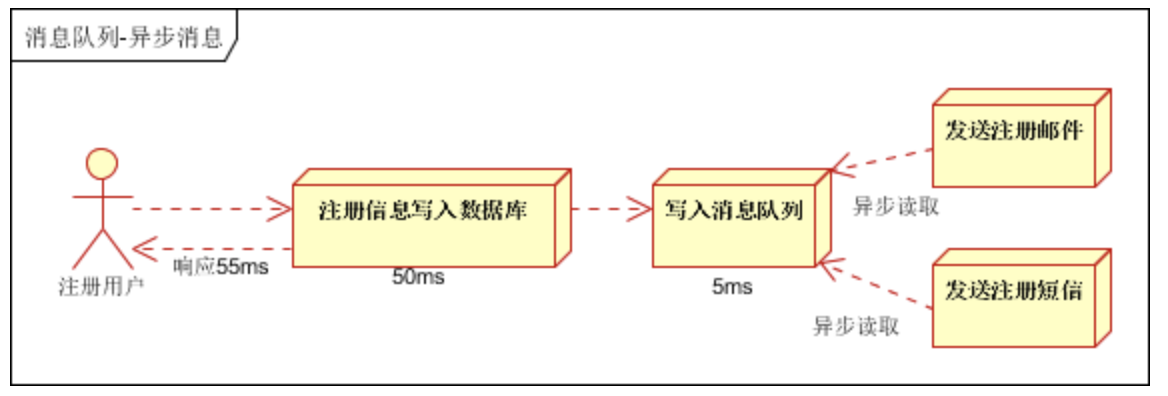 消息队列-异步消息
发送注册邮件
注册信息写入数据库
写入消息队列
异步读取
响应55ms
50ms
5ms
注册用户
发送注册短信
异步读取